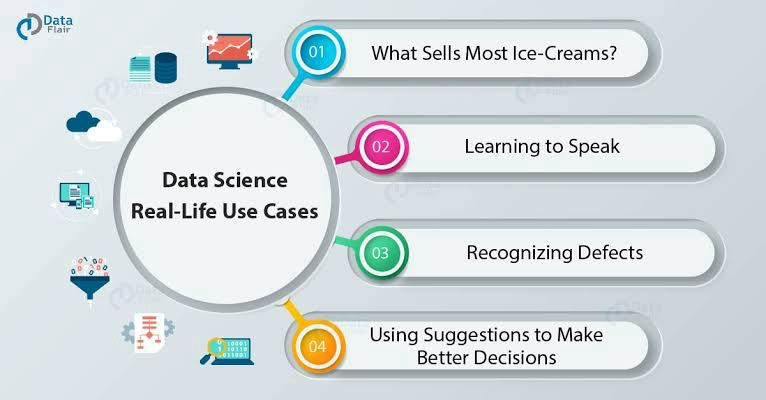 Data
Flair
Data Science
Real-Life Use Cases
01
What Sells Most Ice-Creams?
02
Learning to Speak
03
Recognizing Defects
04
Using Suggestions to Make
Better Decisions